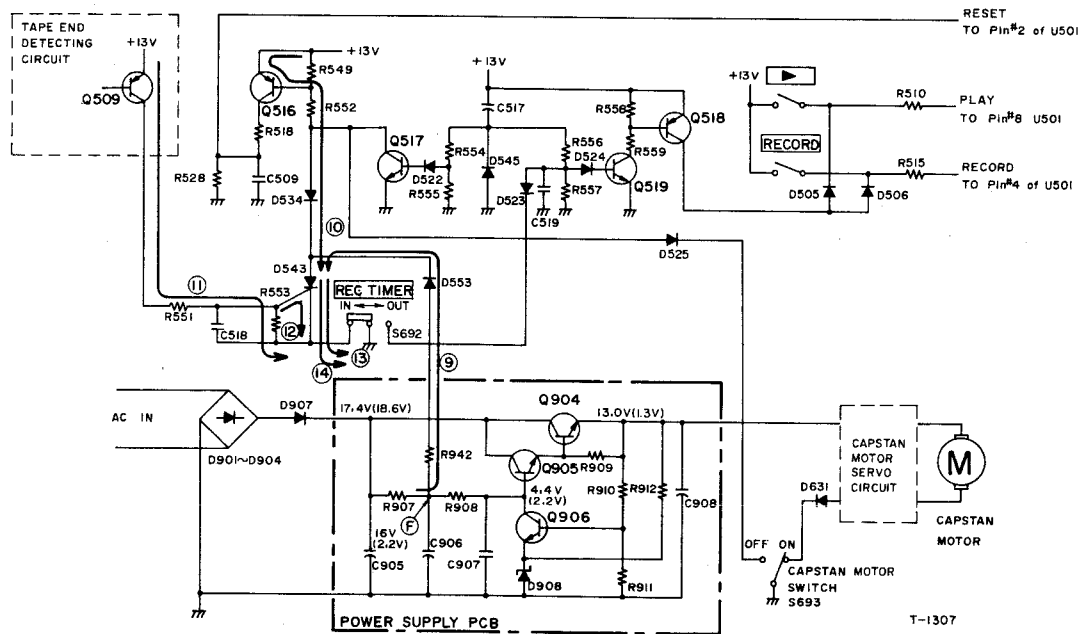 RESET
TO Pin#2 of U501
TAPE END
DETECTING
CIRCUIT
+13V
Q509
+13V
R549
Q516
R552
R518
R528
C509
D534
+13V
C517
Q517
R554
D522
R555
D545
R556
D524
D523
R557
C519
R558
R559
Q519
Q518
+13V
R510
PLAY
TO Pin#8 U501
RECORD
R515
RECORD
TO Pin#4 of U501
D505
D506
D525
10
11
D543
R553
R551
C518
12
REC TIMER
IN OUT
S692
D553
13
14
9
AC IN
D901~D904
D907
17.4V(18.6V)
Q904
13.0V(1.3V)
R942
Q905
R909
4.4V
(2.2V)
R910
R912
C908
R907
R908
F
Q906
16V
(2.2V)
C905
C906
C907
D908
R911
POWER SUPPLY PCB
CAPSTAN
MOTOR
SERVO
CIRCUIT
M
CAPSTAN
MOTOR
D631
OFF ON
CAPSTAN MOTOR
SWITCH
S693
T-1307